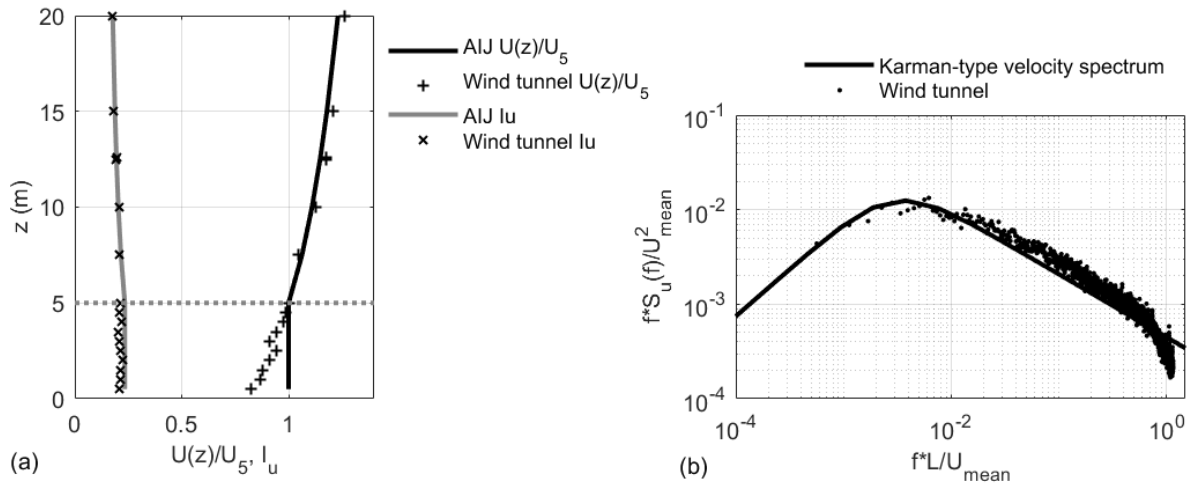 20
15
10
5
0
z (m)
0
0.5
1
U(z)/U5, Iu
(a)
AIJ U(z)/U5
Wind tunnel U(z)/U5
AIJ Iu
Wind tunnel Iu
Karman-type velocity spectrum
Wind tunnel
10-1
10-2
10-3
10-4
f*Su(f)/U2mean
10-4
10-2
100
f*L/Umean
(b)